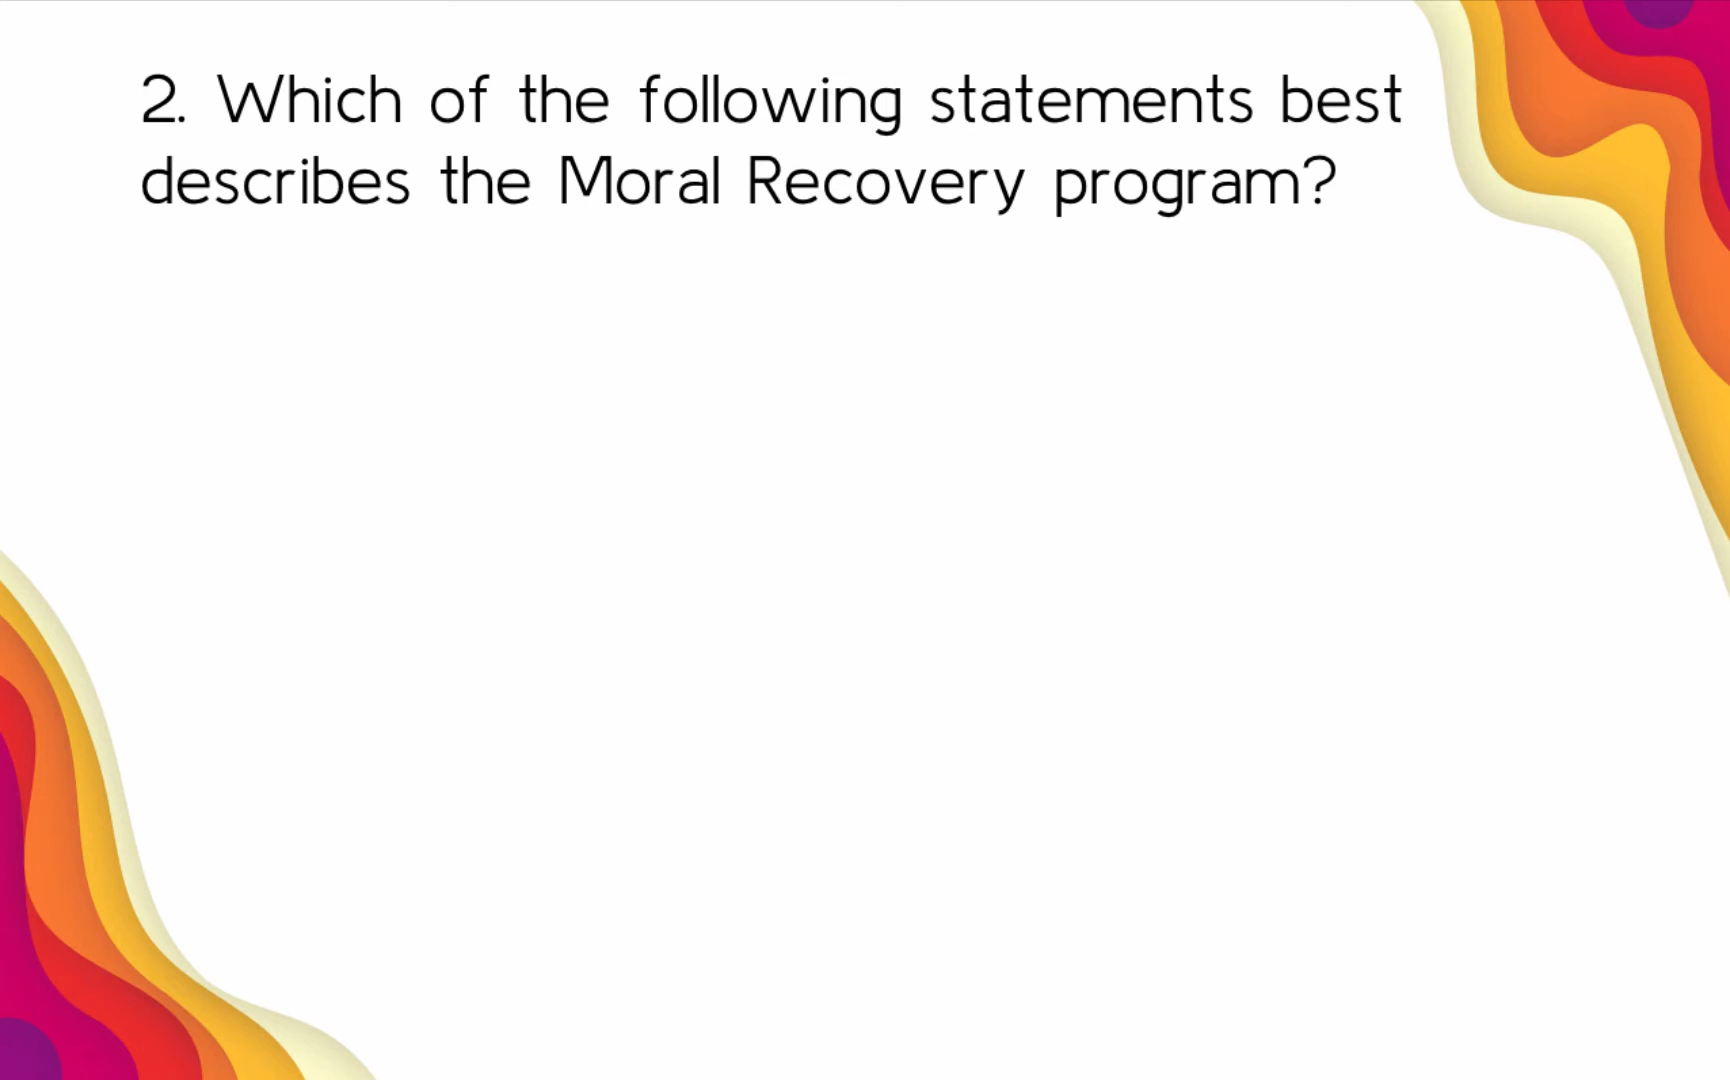 2. Which of the following statements best
describes the Moral Recovery program?